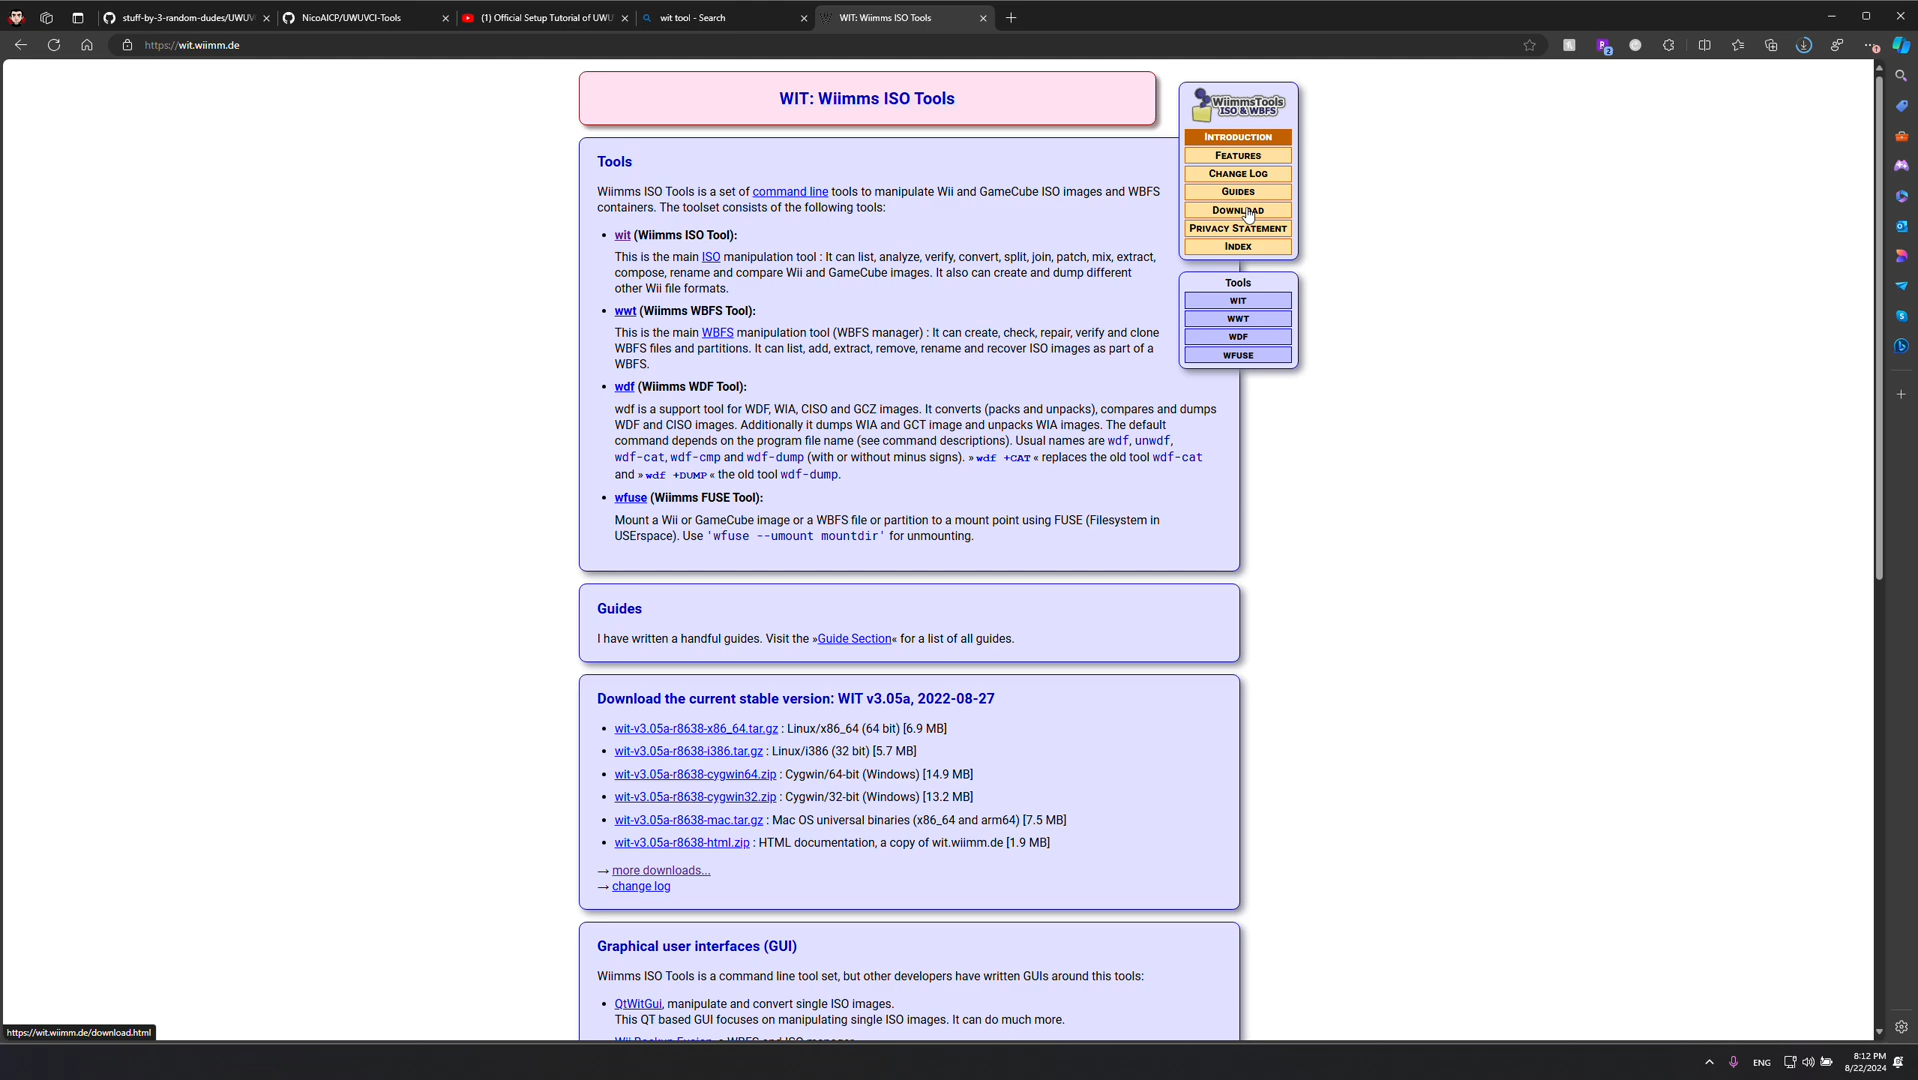 stuff-by-3-random-dudes/UWUV
NicoAICP/UWUVCI-Tools
(1) Official Setup Tutorial of UWU
wit tool - Search
WIT: Wiimms ISO Tools
https://wit.wiimm.de
WIT: Wiimms ISO Tools
WiimmsTools
ISO & WBFS
Introduction
Features
Change Log
Guides
Download
Privacy Statement
Index
Tools
WIT
WWT
WDF
WFUSE
Tools
Wiimms ISO Tools is a set of command line tools to manipulate Wii and GameCube ISO images and WBFS
containers. The toolset consists of the following tools:
• wit (Wiimms ISO Tool):
This is the main ISO manipulation tool : It can list, analyze, verify, convert, split, join, patch, mix, extract,
compose, rename and compare Wii and GameCube images. It also can create and dump different
other Wii file formats.
• wwt (Wiimms WBFS Tool):
This is the main WBFS manipulation tool (WBFS manager) : It can create, check, repair, verify and clone
WBFS files and partitions. It can list, add, extract, remove, rename and recover ISO images as part of a
WBFS.
• wdf (Wiimms WDF Tool):
wdf is a support tool for WDF, WIA, CISO and GCZ images. It converts (packs and unpacks), compares and dumps
WDF and CISO images. Additionally it dumps WIA and GCT image and unpacks WIA images. The default
command depends on the program file name (see command descriptions). Usual names are wdf, unwdf,
wdf-cat, wdf-cmp and wdf-dump (with or without minus signs). » wdf +CAT « replaces the old tool wdf-cat
and » wdf +DUMP « the old tool wdf-dump.
• wfuse (Wiimms FUSE Tool):
Mount a Wii or GameCube image or a WBFS file or partition to a mount point using FUSE (Filesystem in
USErspace). Use 'wfuse --umount mountdir' for unmounting.
Guides
I have written a handful guides. Visit the »Guide Section« for a list of all guides.
Download the current stable version: WIT v3.05a, 2022-08-27
• wit-v3.05a-r8638-x86_64.tar.gz : Linux/x86_64 (64 bit) [6.9 MB]
• wit-v3.05a-r8638-i386.tar.gz : Linux/i386 (32 bit) [5.7 MB]
• wit-v3.05a-r8638-cygwin64.zip : Cygwin/64-bit (Windows) [14.9 MB]
• wit-v3.05a-r8638-cygwin32.zip : Cygwin/32-bit (Windows) [13.2 MB]
• wit-v3.05a-r8638-mac.tar.gz : Mac OS universal binaries (x86_64 and arm64) [7.5 MB]
• wit-v3.05a-r8638-html.zip : HTML documentation, a copy of wit.wiimm.de [1.9 MB]
→ more downloads...
→ change log
Graphical user interfaces (GUI)
Wiimms ISO Tools is a command line tool set, but other developers have written GUIs around this tools:
• QtWitGui, manipulate and convert single ISO images.
This QT based GUI focuses on manipulating single ISO images. It can do much more.
https://wit.wiimm.de/download.html
ENG
8:12 PM
8/22/2024